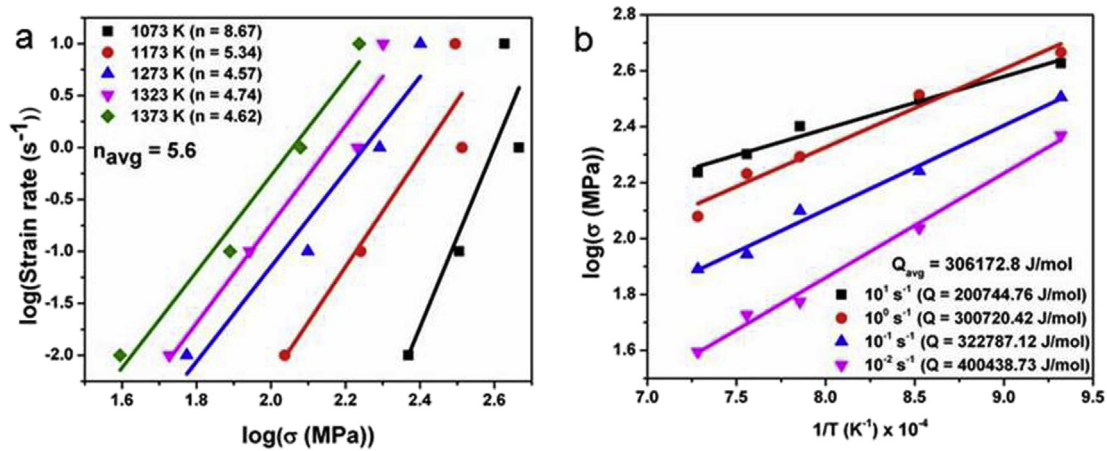 a
1073 K (n = 8.67)
1173 K (n = 5.34)
1273 K (n = 4.57)
1323 K (n = 4.74)
1373 K (n = 4.62)
navg = 5.6
1.0
0.5
0.0
-0.5
-1.0
-1.5
-2.0
log(Strain rate (s-1))
1.6 1.8 2.0 2.2 2.4 2.6
log(σ (MPa))
b
2.8
2.6
2.4
2.2
2.0
1.8
1.6
log(σ (MPa))
Qavg = 306172.8 J/mol
10¹ s⁻¹ (Q = 200744.76 J/mol)
10⁰ s⁻¹ (Q = 300720.42 J/mol)
10⁻¹ s⁻¹ (Q = 322787.12 J/mol)
10⁻² s⁻¹ (Q = 400438.73 J/mol)
7.0 7.5 8.0 8.5 9.0 9.5
1/T (K⁻¹) x 10⁻⁴